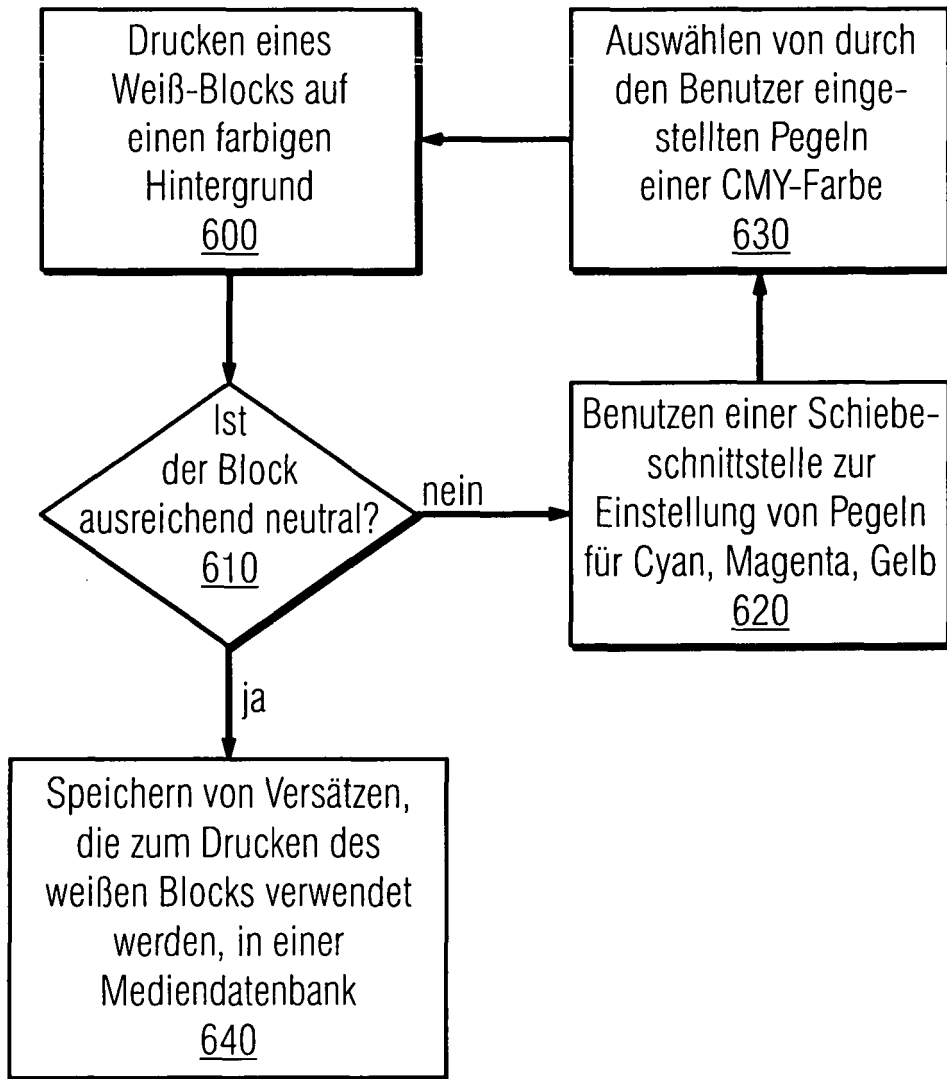 Drucken eines
Weiß-Blocks auf
einen farbigen
Hintergrund
600
Ist
der Block
ausreichend neutral?
610
nein
Benutzen einer Schiebe-
schnittstelle zur
Einstellung von Pegeln
für Cyan, Magenta, Gelb
620
Auswählen von durch
den Benutzer einge-
stellten Pegeln
einer CMY-Farbe
630
ja
Speichern von Versätzen,
die zum Drucken des
weißen Blocks verwendet
werden, in einer
Mediendatenbank
640